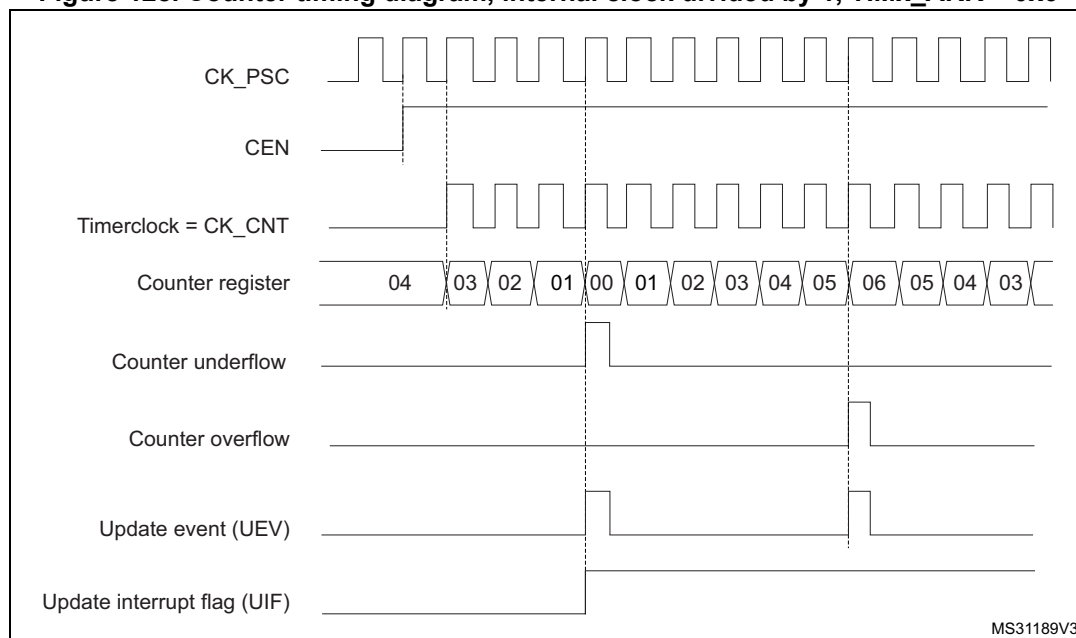 CK_PSC
CEN
Timerclock = CK_CNT
Counter register 04 03 02 01 00 01 02 03 04 05 06 05 04 03
Counter underflow
Counter overflow
Update event (UEV)
Update interrupt flag (UIF)
MS31189V3